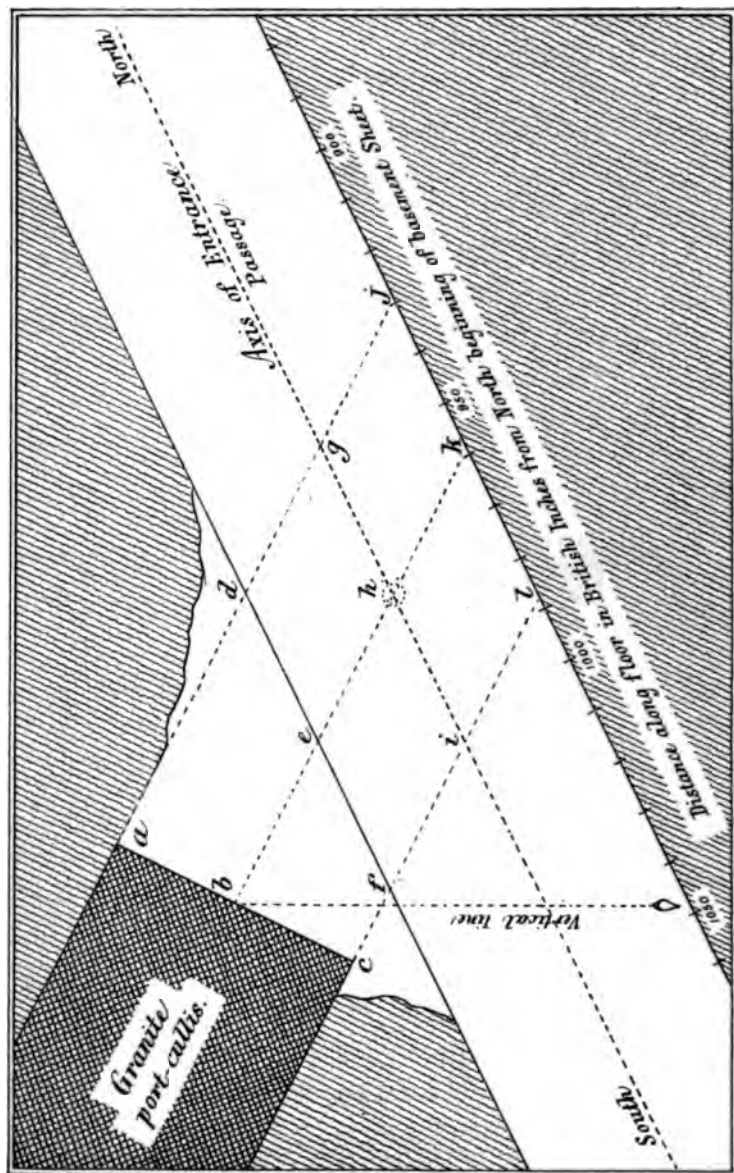 North
Axis of Entrance
Passage
900
Distance along Floor in British Inches from North beginning of basement Sheet.
j
g
950
k
d
h
1000
l
e
i
a
b
f
Vertical line
1050
c
Granite
port-cullis.
South